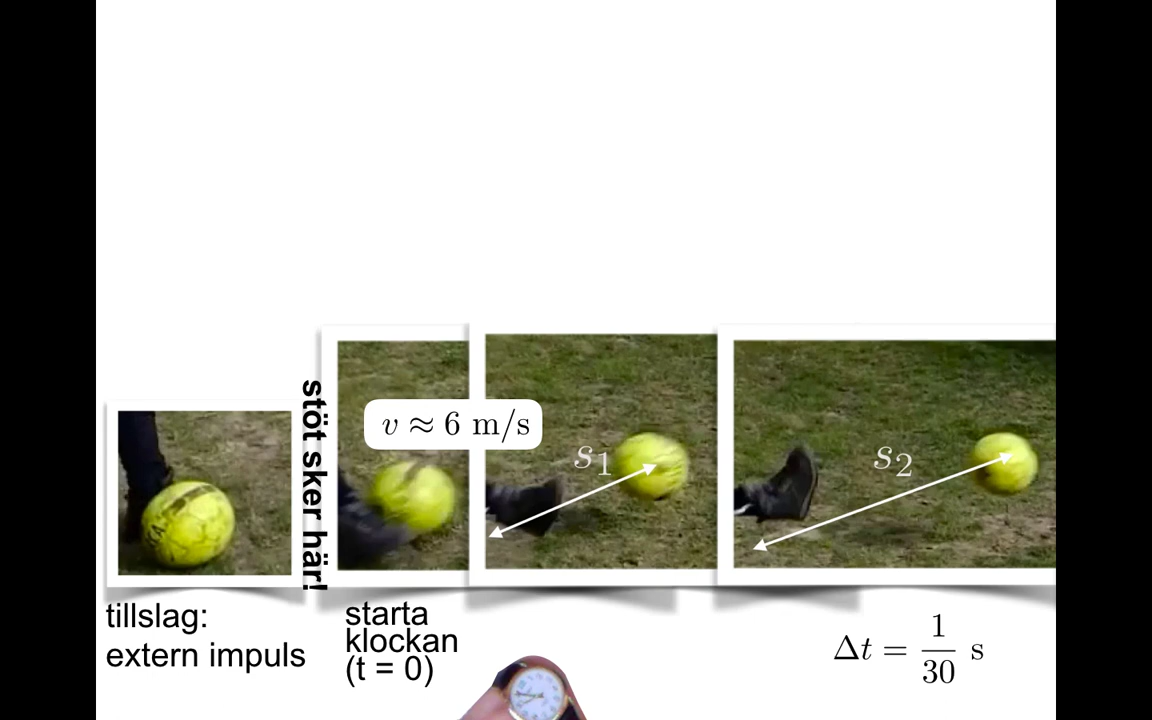 stöt sker här!
v ≈ 6 m/s
s₁
s₂
tillslag:
extern impuls
starta
klockan
(t = 0)
Δt = 1/30 s